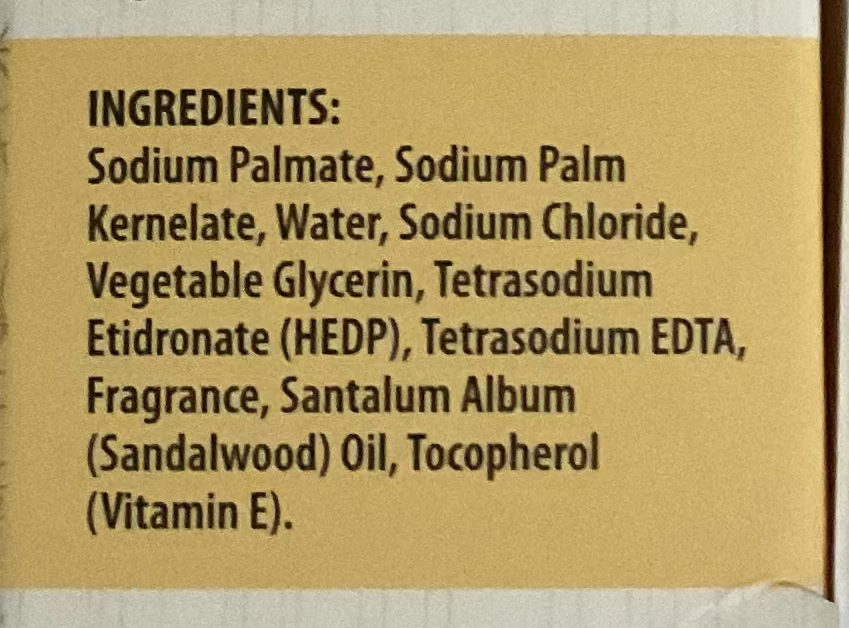 INGREDIENTS:
Sodium Palmate, Sodium Palm
Kernelate, Water, Sodium Chloride,
Vegetable Glycerin, Tetrasodium
Etidronate (HEDP), Tetrasodium EDTA,
Fragrance, Santalum Album
(Sandalwood) Oil, Tocopherol
(Vitamin E).